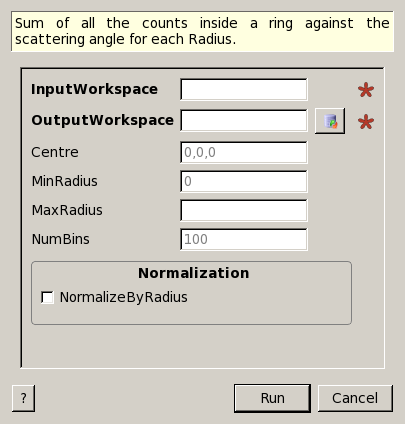 Sum of all the counts inside a ring against the
scattering angle for each Radius.
InputWorkspace
*
OutputWorkspace
*
Centre 0,0,0
MinRadius 0
MaxRadius
NumBins 100
Normalization
NormalizeByRadius
? Run Cancel